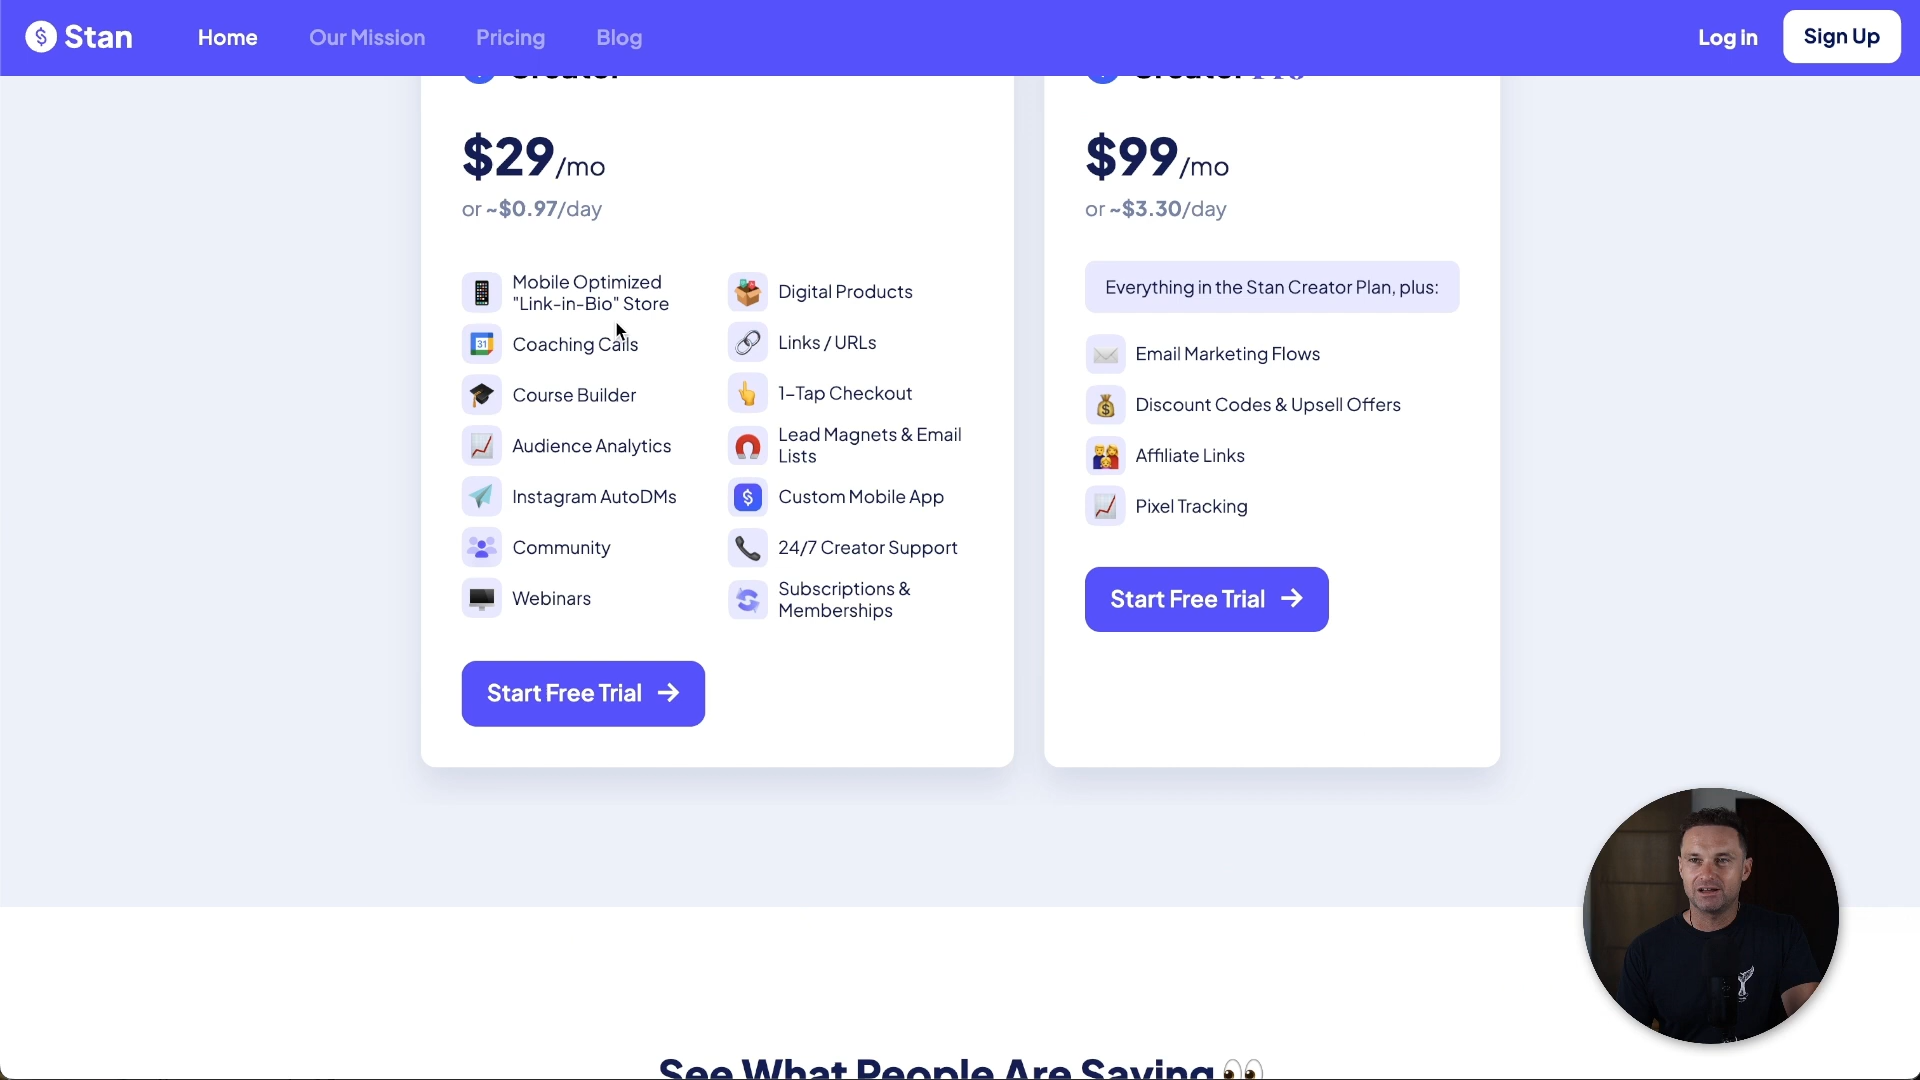 Stan
Home
Our Mission
Pricing
Blog
Log in
Sign Up
Creator
Creator Pro
$29/mo
or ~$0.97/day
Mobile Optimized
"Link-in-Bio" Store
Coaching Calls
Course Builder
Audience Analytics
Instagram AutoDMs
Community
Webinars
Digital Products
Links / URLs
1-Tap Checkout
Lead Magnets & Email
Lists
Custom Mobile App
24/7 Creator Support
Subscriptions &
Memberships
Start Free Trial →
$99/mo
or ~$3.30/day
Everything in the Stan Creator Plan, plus:
Email Marketing Flows
Discount Codes & Upsell Offers
Affiliate Links
Pixel Tracking
Start Free Trial →
See What People Are Saying 👀